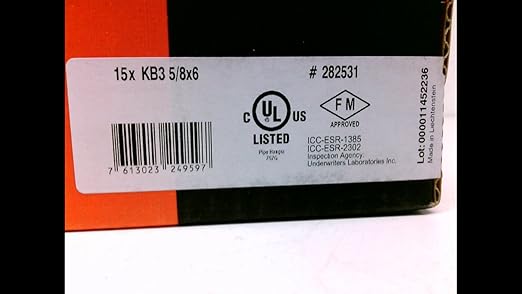 15x KB3 5/8x6
# 282531
C UL US
LISTED
Pipe Hanger
FM
APPROVED
ICC-ESR-1385
ICC-ESR-2302
Inspection Agency:
Underwriters Laboratories Inc.
7 613023 249597
Lot: 000011452236
Made in Liechtenstein